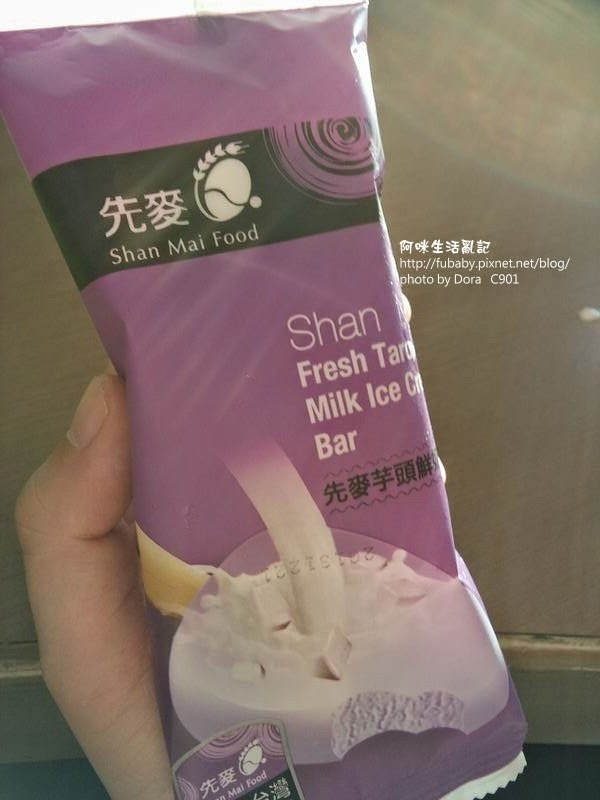 先麥
Shan Mai Food
阿咪生活亂記
http://fubaby.pixnet.net/blog/
photo by Dora C901
Shan
Fresh Taro
Milk Ice
Bar
先麥芋頭鮮
先麥
Shan Mai Food
台灣